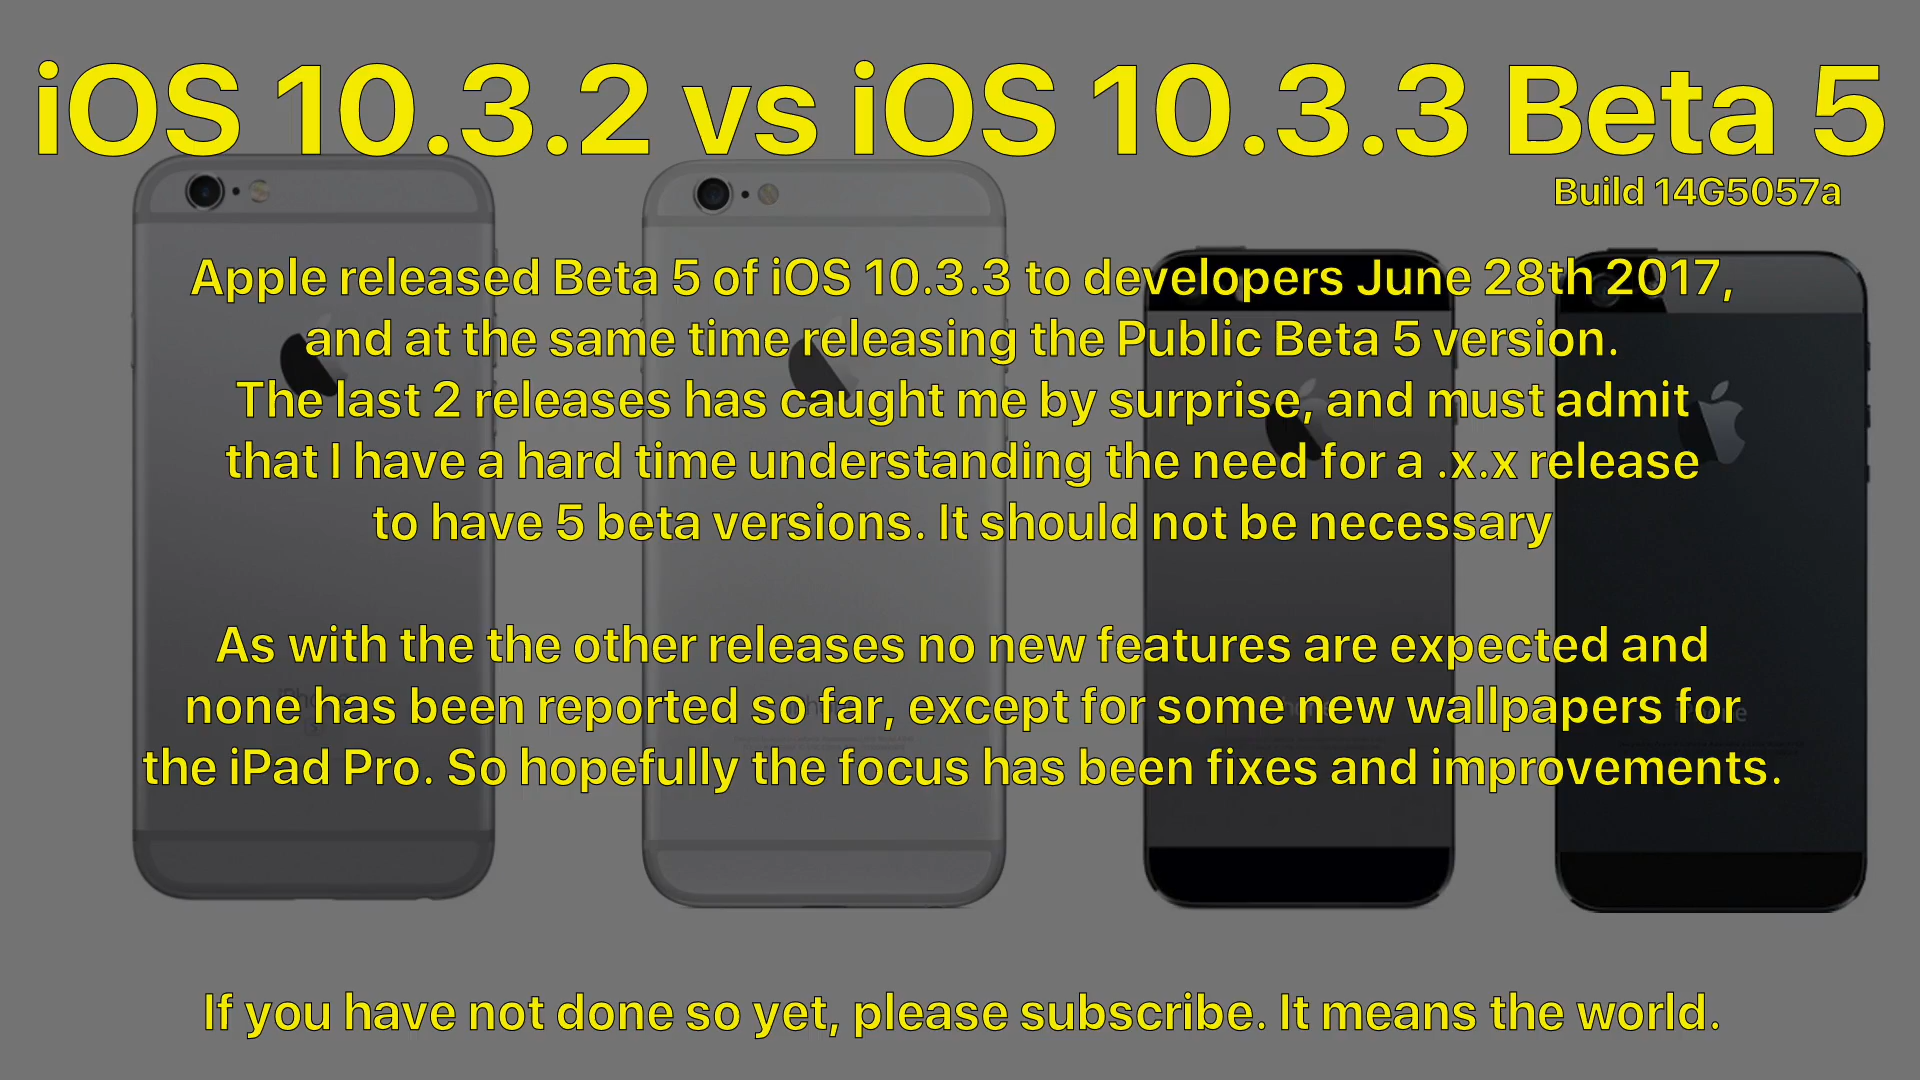 iOS 10.3.2 vs iOS 10.3.3 Beta 5
Build 14G5057a
Apple released Beta 5 of iOS 10.3.3 to developers June 28th 2017,
and at the same time releasing the Public Beta 5 version.
The last 2 releases has caught me by surprise, and must admit
that I have a hard time understanding the need for a .x.x release
to have 5 beta versions. It should not be necessary
As with the the other releases no new features are expected and
none has been reported so far, except for some new wallpapers for
the iPad Pro. So hopefully the focus has been fixes and improvements.
If you have not done so yet, please subscribe. It means the world.